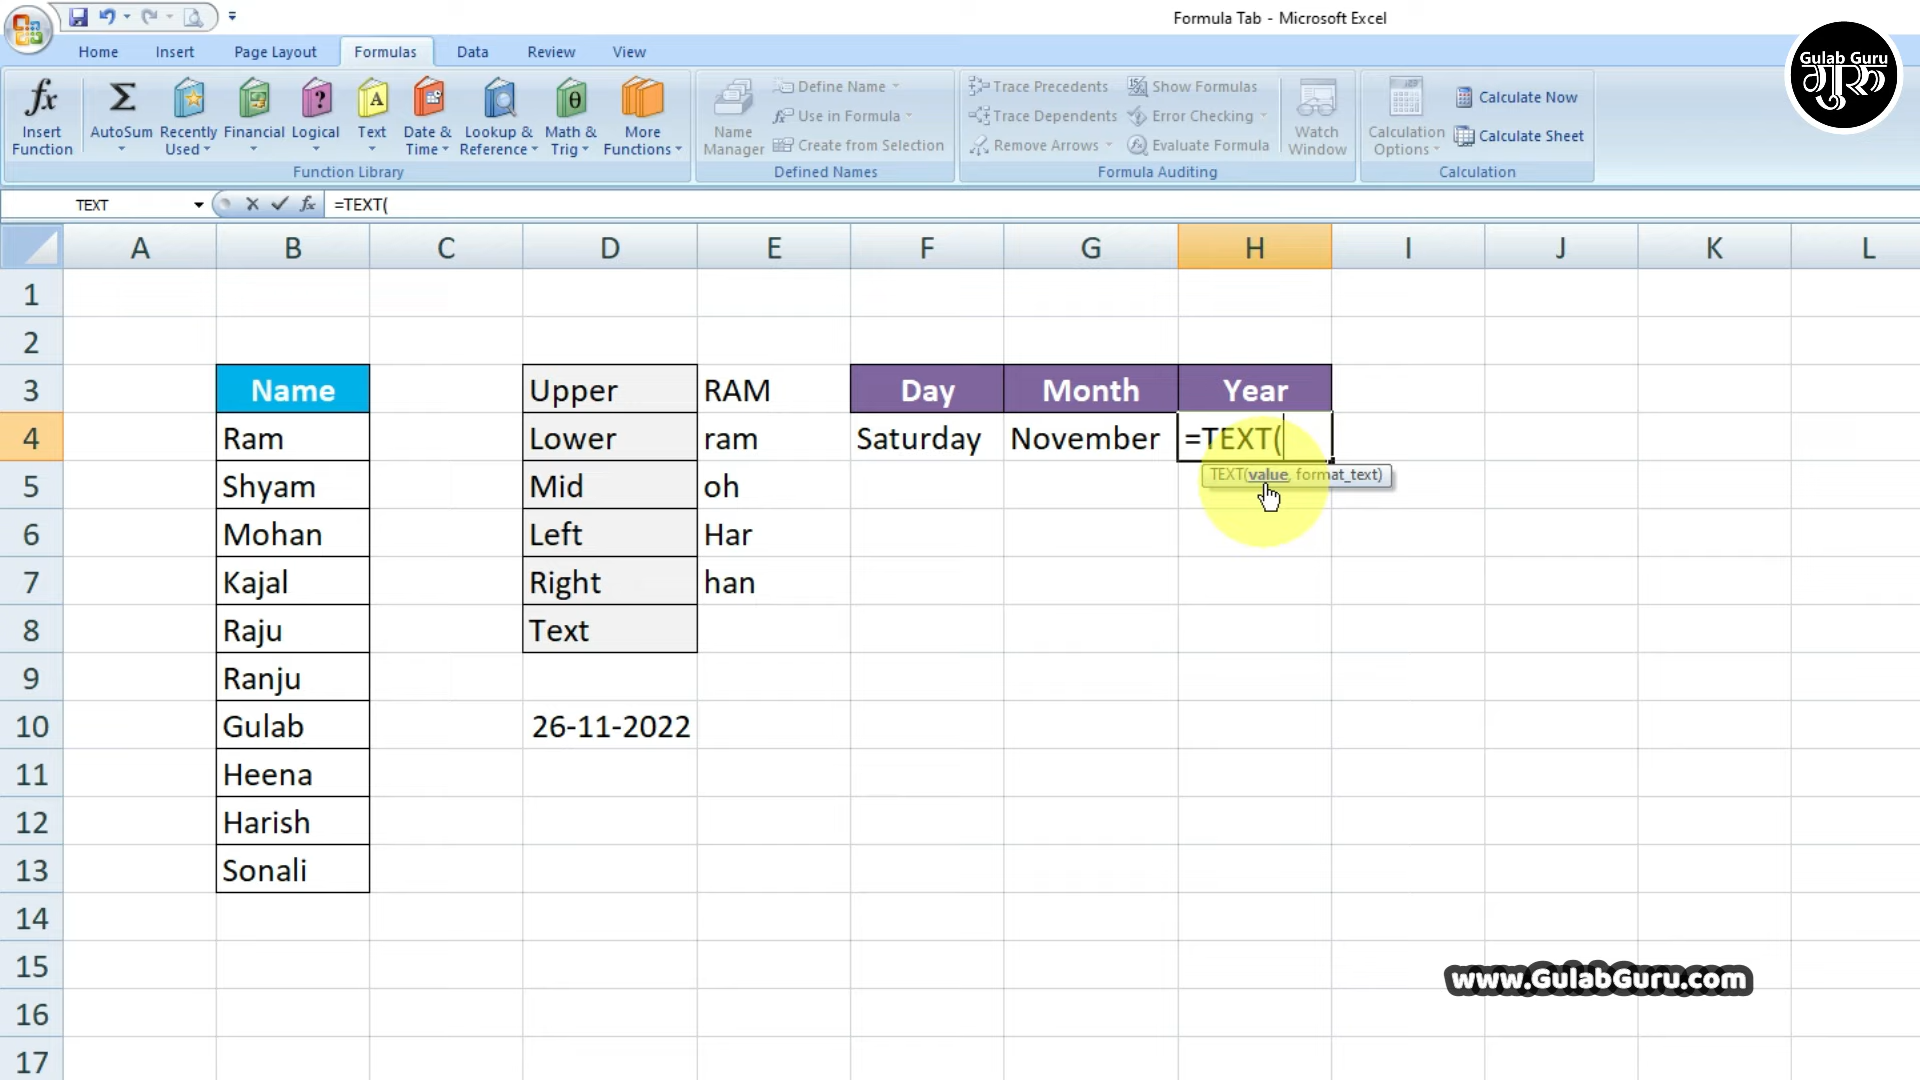 Formula Tab - Microsoft Excel
Gulab Guru
गुरु
Home Insert Page Layout Formulas Data Review View
Insert Function
AutoSum
Recently Used
Financial
Logical
Text
Date & Time
Lookup & Reference
Math & Trig
More Functions
Function Library
Name Manager
Define Name
Use in Formula
Create from Selection
Defined Names
Trace Precedents
Trace Dependents
Remove Arrows
Show Formulas
Error Checking
Evaluate Formula
Watch Window
Formula Auditing
Calculation Options
Calculate Now
Calculate Sheet
Calculation
TEXT =TEXT(
A B C D E F G H I J K L
1
2
3 Name Upper RAM Day Month Year
4 Ram Lower ram Saturday November =TEXT(
TEXT(value, format_text)
5 Shyam Mid oh
6 Mohan Left Har
7 Kajal Right han
8 Raju Text
9 Ranju
10 Gulab 26-11-2022
11 Heena
12 Harish
13 Sonali
14
15
www.GulabGuru.com
16
17